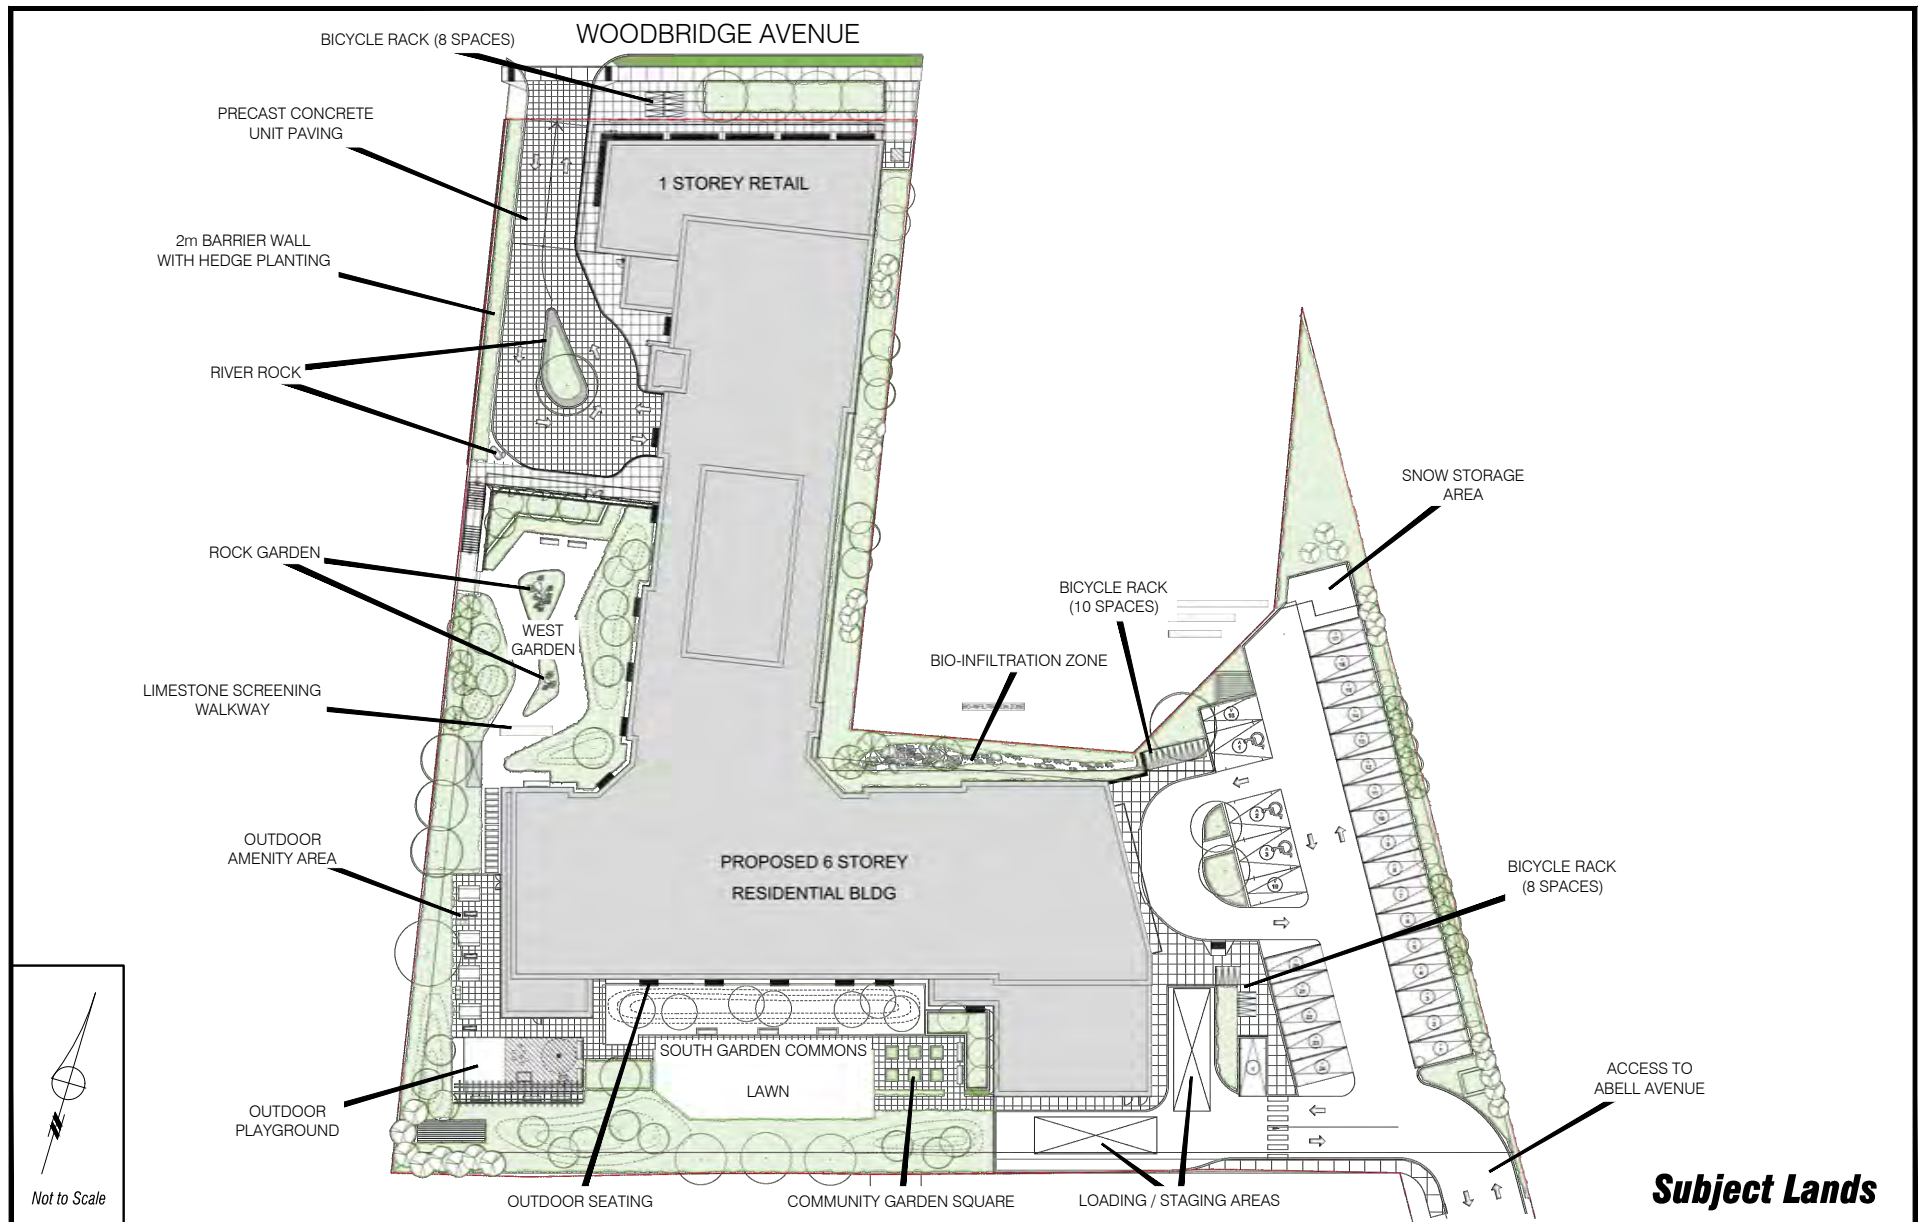 WOODBRIDGE AVENUE
BICYCLE RACK (8 SPACES)
PRECAST CONCRETE
UNIT PAVING
1 STOREY RETAIL
2m BARRIER WALL
WITH HEDGE PLANTING
RIVER ROCK
SNOW STORAGE
AREA
ROCK GARDEN
BICYCLE RACK
(10 SPACES)
WEST
GARDEN
BIO-INFILTRATION ZONE
LIMESTONE SCREENING
WALKWAY
OUTDOOR
AMENITY AREA
PROPOSED 6 STOREY
RESIDENTIAL BLDG
BICYCLE RACK
(8 SPACES)
SOUTH GARDEN COMMONS
LAWN
ACCESS TO
ABELL AVENUE
OUTDOOR
PLAYGROUND
OUTDOOR SEATING
COMMUNITY GARDEN SQUARE
LOADING / STAGING AREAS
Not to Scale
Subject Lands